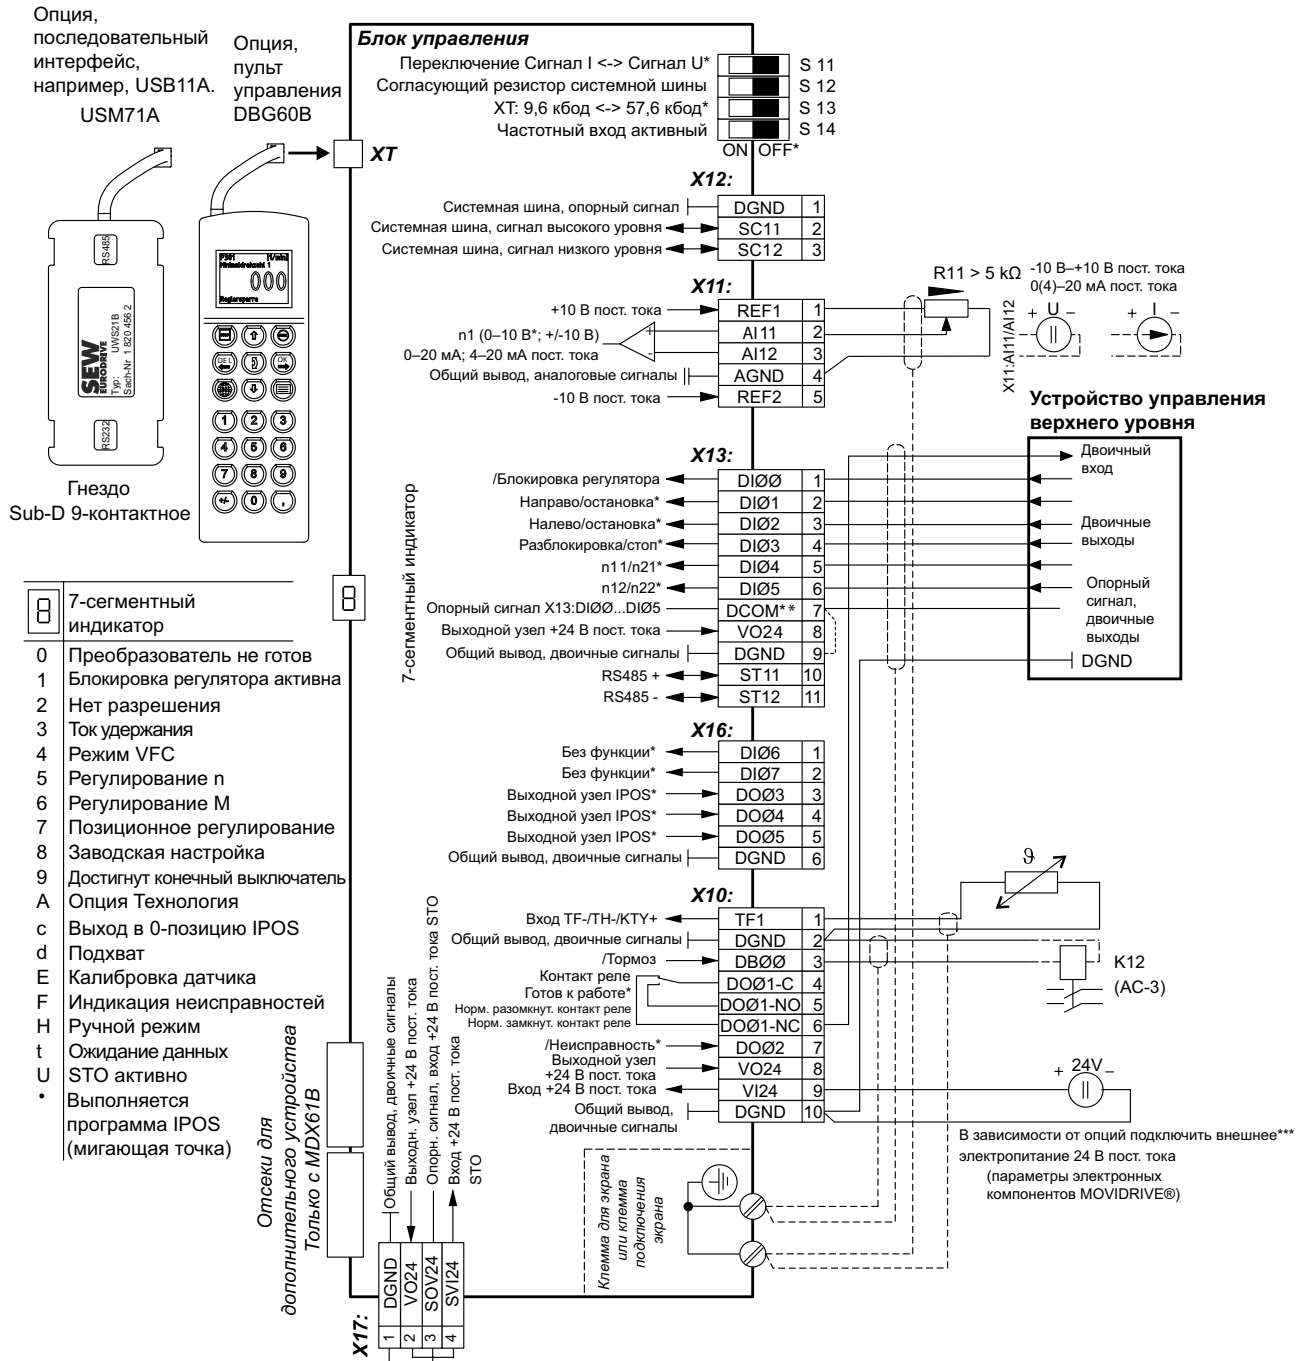 Опция,
последовательный
интерфейс,
например, USB11A.
USM71A
Опция,
пульт
управления
DBG60B
RS485
SEW
EURODRIVE
Typ: UWS21B
Sach-Nr 1 820 456 2
RS232
Гнездо
Sub-D 9-контактное
P301 [1/min]
Minimaldrehzahl 1
000
Reglersperre
DEL
OK
1 2 3
4 5 6
7 8 9
+/- 0 ,
XT
Блок управления
Переключение Сигнал I <-> Сигнал U* S 11
Согласующий резистор системной шины S 12
XT: 9,6 кбод <-> 57,6 кбод* S 13
Частотный вход активный S 14
ON OFF*
X12:
Системная шина, опорный сигнал DGND 1
Системная шина, сигнал высокого уровня SC11 2
Системная шина, сигнал низкого уровня SC12 3
X11:
+10 В пост. тока REF1 1
n1 (0–10 В*; +/-10 В) AI11 2
0–20 мА; 4–20 мА пост. тока AI12 3
Общий вывод, аналоговые сигналы AGND 4
-10 В пост. тока REF2 5
R11 > 5 kΩ
-10 В–+10 В пост. тока
0(4)–20 мА пост. тока
+ U -
+ I -
X11:AI11/AI12
X13:
/Блокировка регулятора DIØØ 1
Направо/остановка* DIØ1 2
Налево/остановка* DIØ2 3
Разблокировка/стоп* DIØ3 4
n11/n21* DIØ4 5
n12/n22* DIØ5 6
Опорный сигнал X13:DIØØ...DIØ5 DCOM** 7
Выходной узел +24 В пост. тока VO24 8
Общий вывод, двоичные сигналы DGND 9
RS485 + ST11 10
RS485 - ST12 11
7-сегментный индикатор
Устройство управления
верхнего уровня
Двоичный
вход
Двоичные
выходы
Опорный
сигнал,
двоичные
выходы
DGND
X16:
Без функции* DIØ6 1
Без функции* DIØ7 2
Выходной узел IPOS* DOØ3 3
Выходной узел IPOS* DOØ4 4
Выходной узел IPOS* DOØ5 5
Общий вывод, двоичные сигналы DGND 6
X10:
Вход TF-/TH-/KTY+ TF1 1
Общий вывод, двоичные сигналы DGND 2
/Тормоз DBØØ 3
Контакт реле DOØ1-C 4
Готов к работе*
Норм. разомкнут. контакт реле DOØ1-NO 5
Норм. замкнут. контакт реле DOØ1-NC 6
/Неисправность* DOØ2 7
Выходной узел
+24 В пост. тока VO24 8
Вход +24 В пост. тока VI24 9
Общий вывод,
двоичные сигналы DGND 10
ϑ
K12
(AC-3)
+ 24V -
В зависимости от опций подключить внешнее***
электропитание 24 В пост. тока
(параметры электронных
компонентов MOVIDRIVE®)
7-сегментный
индикатор
0 Преобразователь не готов
1 Блокировка регулятора активна
2 Нет разрешения
3 Ток удержания
4 Режим VFC
5 Регулирование n
6 Регулирование M
7 Позиционное регулирование
8 Заводская настройка
9 Достигнут конечный выключатель
A Опция Технология
c Выход в 0-позицию IPOS
d Подхват
E Калибровка датчика
F Индикация неисправностей
H Ручной режим
t Ожидание данных
U STO активно
• Выполняется
программа IPOS
(мигающая точка)
Отсеки для
дополнительного устройства
Только с MDX61B
Общий вывод, двоичные сигналы
Выходн. узел +24 В пост. тока
Опорн. сигнал, вход +24 В пост. тока STO
Вход +24 В пост. тока
STO
X17:
DGND 1
VO24 2
SOV24 3
SVI24 4
Клемма для экрана
или клемма
подключения
экрана